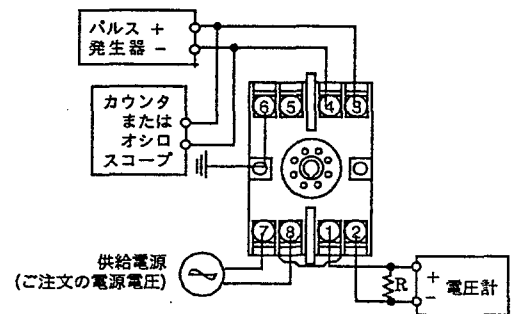 パルス +
発生器 -
カウンタ
または
オシロ
スコープ
6 5 4 3
7 8 1 2
供給電源
(ご注文の電源電圧)
R
+
-
電圧計